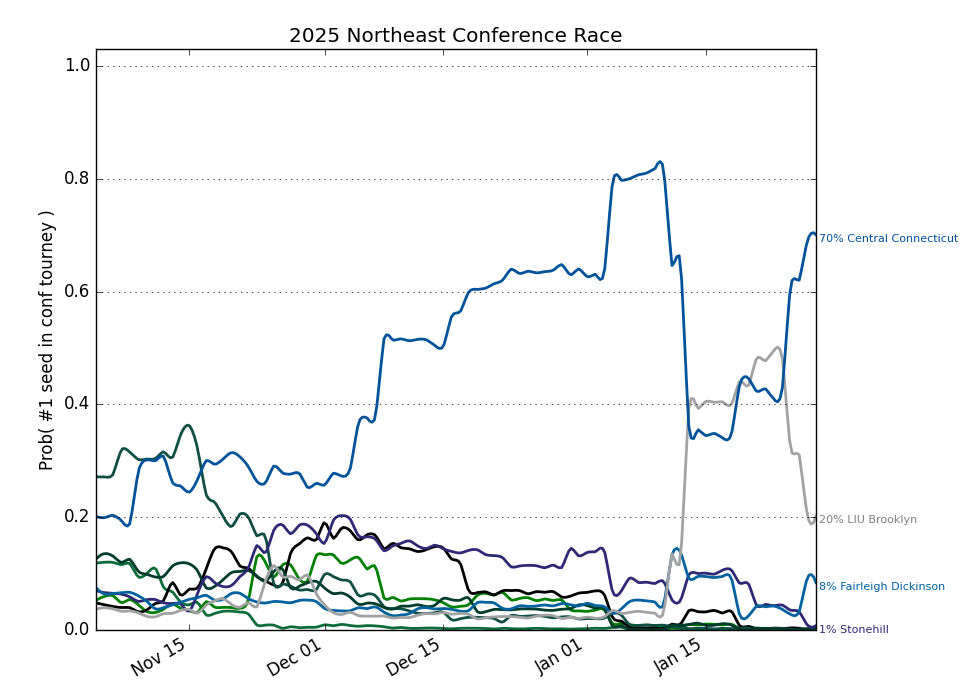 2025 Northeast Conference Race
Prob( #1 seed in conf tourney )
1.0
0.8
0.6
0.4
0.2
0.0
70% Central Connecticut
20% LIU Brooklyn
8% Fairleigh Dickinson
1% Stonehill
Nov 15
Dec 01
Dec 15
Jan 01
Jan 15